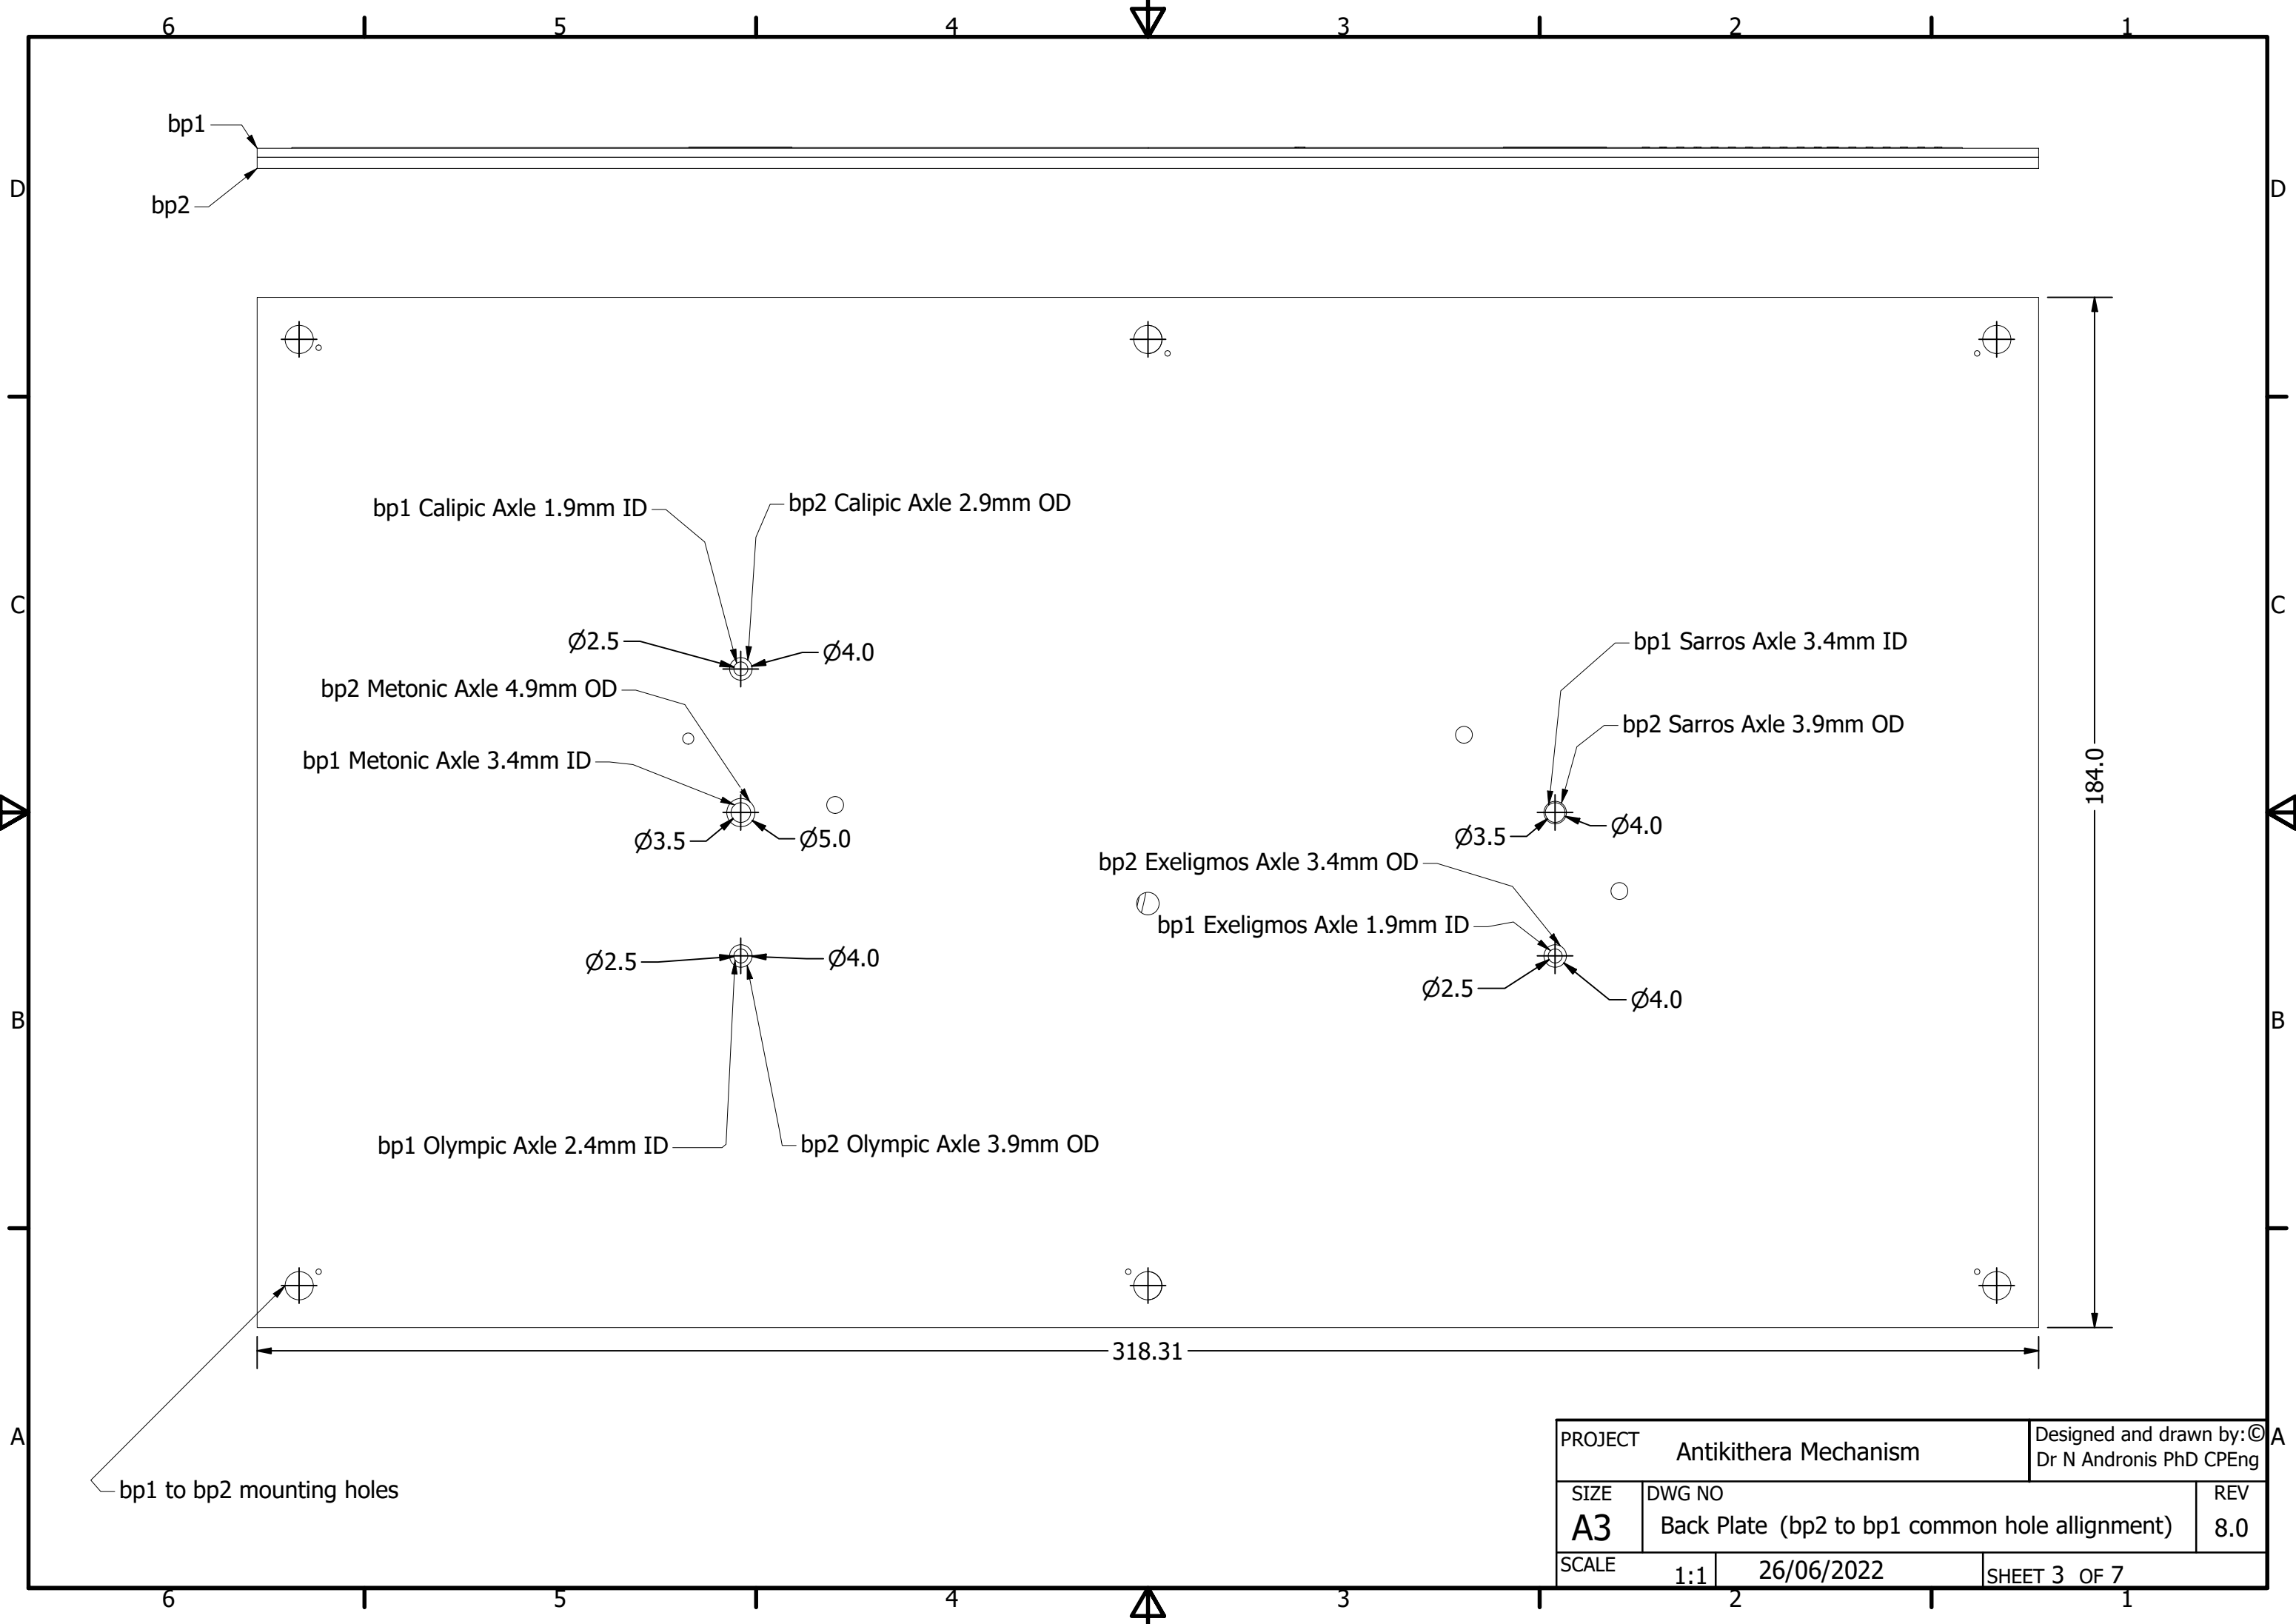 6 5 4 3 2 1
bp1
bp2
D D
bp1 Calipic Axle 1.9mm ID
bp2 Calipic Axle 2.9mm OD
C C
Ø2.5
Ø4.0
bp1 Sarros Axle 3.4mm ID
bp2 Metonic Axle 4.9mm OD
bp2 Sarros Axle 3.9mm OD
bp1 Metonic Axle 3.4mm ID
184.0
Ø3.5
Ø5.0
Ø3.5
Ø4.0
bp2 Exeligmos Axle 3.4mm OD
bp1 Exeligmos Axle 1.9mm ID
Ø2.5
Ø4.0
Ø2.5
Ø4.0
B B
bp1 Olympic Axle 2.4mm ID
bp2 Olympic Axle 3.9mm OD
318.31
A A
bp1 to bp2 mounting holes
PROJECT
Antikithera Mechanism
Designed and drawn by:©
Dr N Andronis PhD CPEng
SIZE
A3
DWG NO
Back Plate (bp2 to bp1 common hole allignment)
REV
8.0
SCALE
1:1
26/06/2022
SHEET 3 OF 7
6 5 4 3 2 1